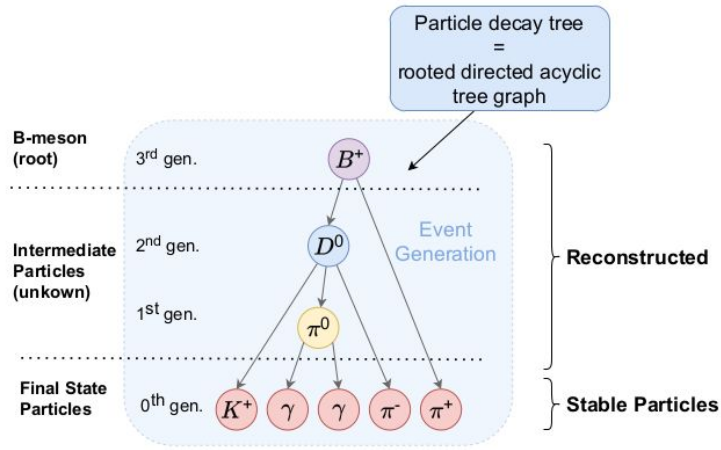 Particle decay tree
=
rooted directed acyclic
tree graph
B-meson
(root)
3rd gen.
B+
Intermediate
Particles
(unkown)
2nd gen.
D0
Event
Generation
Reconstructed
1st gen.
π0
Final State
Particles
0th gen.
K+
γ
γ
π-
π+
Stable Particles